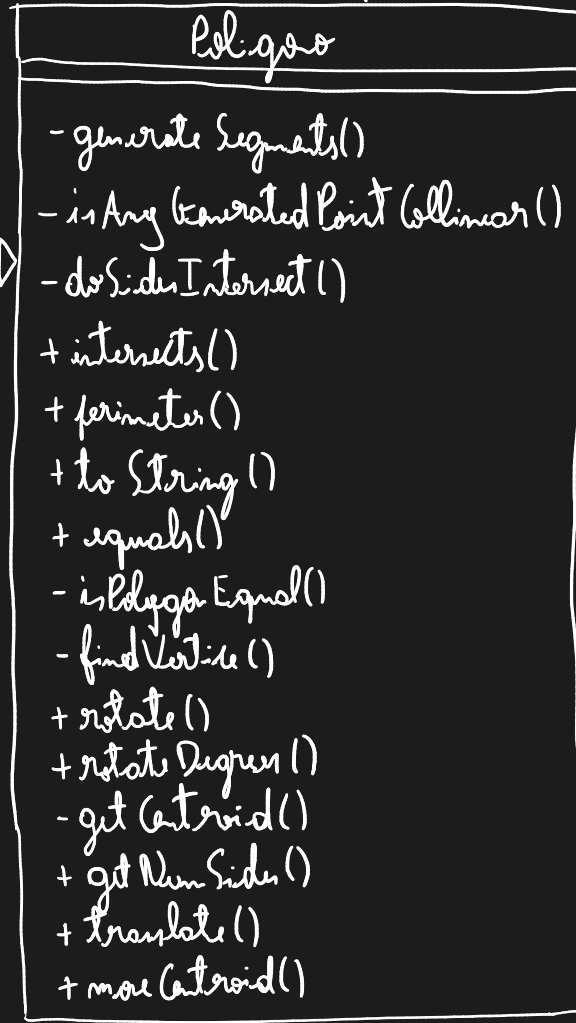 Poligono
- generateSegments()
- isAnyGeneratedPointCollinear()
- doSidesIntersect()
+ intersects()
+ perimeter()
+ toString()
+ equals()
- isPolygonEqual()
- findVertice()
+ rotate()
+ rotateDegrees()
- getCentroid()
+ getNumSides()
+ translate()
+ moveCentroid()